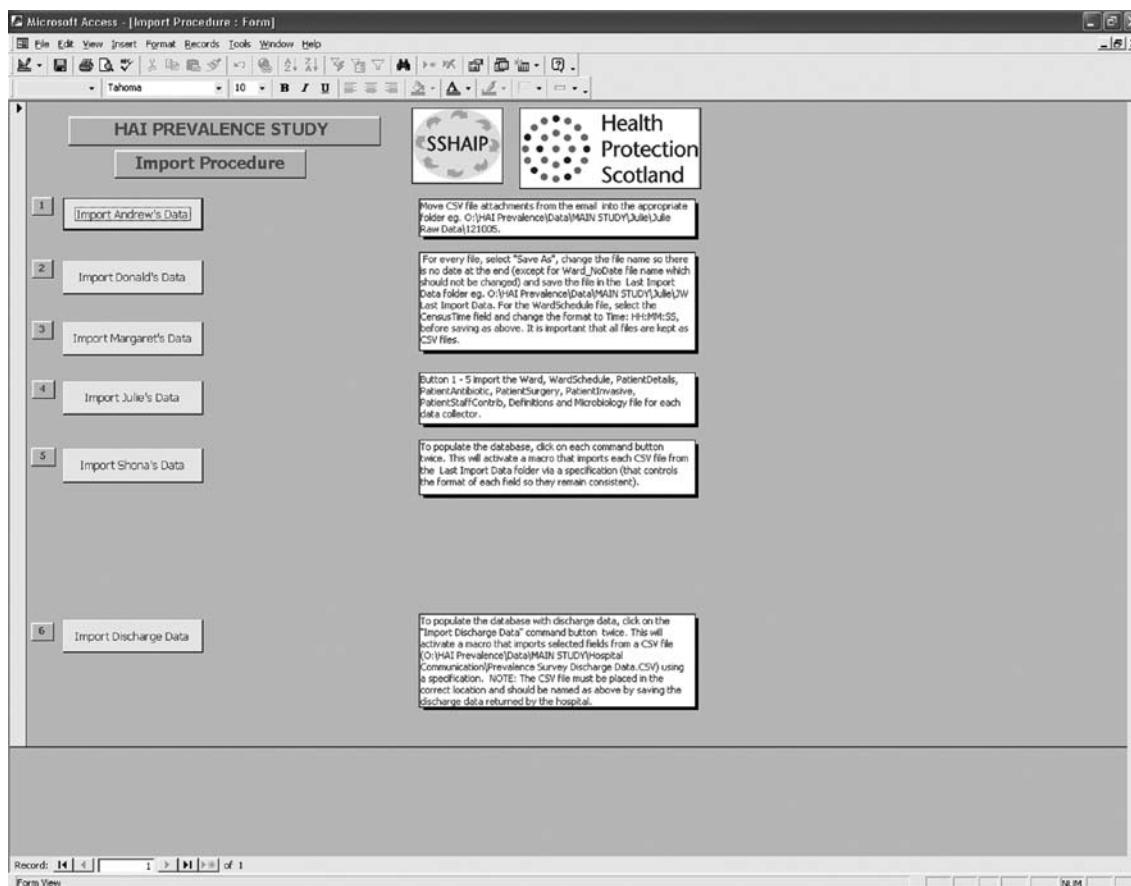 Microsoft Access - [Import Procedure : Form]
File Edit View Insert Format Records Tools Window Help
Tahoma 10 B I U
HAI PREVALENCE STUDY
Import Procedure
SSHAIP
Health
Protection
Scotland
1
Import Andrew's Data
Move CSV file attachments from the email into the appropriate
folder eg. O:\HAI Prevalence\Data\MAIN STUDY\Julie\Julie
Raw Data\121005.
2
Import Donald's Data
For every file, select "Save As", change the file name so there
is no date at the end (except for Ward_NoDate file name which
should not be changed) and save the file in the Last Import
Data folder eg. O:\HAI Prevalence\Data\MAIN STUDY\Julie\JW
Last Import Data. For the WardSchedule file, select the
CensusTime field and change the format to Time: HH:MM:SS,
before saving as above. It is important that all files are kept as
CSV files.
3
Import Margaret's Data
4
Import Julie's Data
Button 1 - 5 import the Ward, WardSchedule, PatientDetails,
PatientAntibiotic, PatientSurgery, PatientInvasive,
PatientStaffContrib, Definitions and Microbiology file for each
data collector.
5
Import Shona's Data
To populate the database, click on each command button
twice. This will activate a macro that imports each CSV file from
the Last Import Data folder via a specification (that controls
the format of each field so they remain consistent).
6
Import Discharge Data
To populate the database with discharge data, click on the
"Import Discharge Data" command button twice. This will
activate a macro that imports selected fields from a CSV file
(O:\HAI Prevalence\Data\MAIN STUDY\Hospital
Communication\Prevalence Survey Discharge Data.CSV) using
a specification. NOTE: The CSV file must be placed in the
correct location and should be named as above by saving the
discharge data returned by the hospital.
Record: 1 of 1
Form View NUM